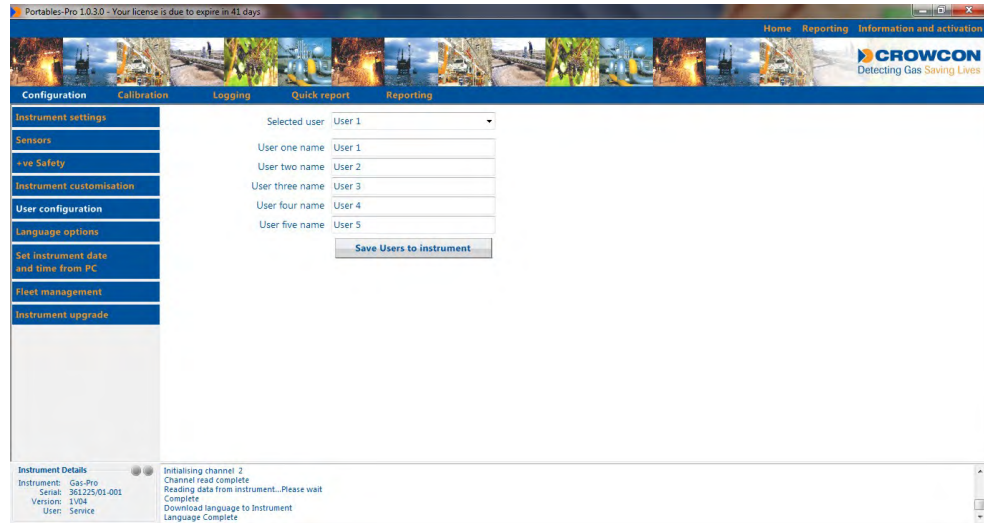 Portables-Pro 1.0.3.0 - Your license is due to expire in 41 days
Home Reporting Information and activation
CROWCON
Detecting Gas Saving Lives
Configuration Calibration Logging Quick report Reporting
Instrument settings
Sensors
+ve Safety
Instrument customisation
User configuration
Language options
Set instrument date
and time from PC
Fleet management
Instrument upgrade
Selected user User 1
User one name User 1
User two name User 2
User three name User 3
User four name User 4
User five name User 5
Save Users to instrument
Instrument Details
Instrument: Gas-Pro
Serial: 361225/01-001
Version: 1V04
User: Service
Initialising channel 2
Channel read complete
Reading data from instrument...Please wait
Complete
Download language to Instrument
Language Complete